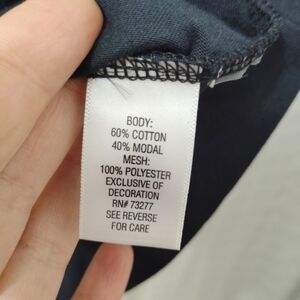 BODY:
60% COTTON
40% MODAL
MESH:
100% POLYESTER
EXCLUSIVE OF
DECORATION
RN# 73277
SEE REVERSE
FOR CARE